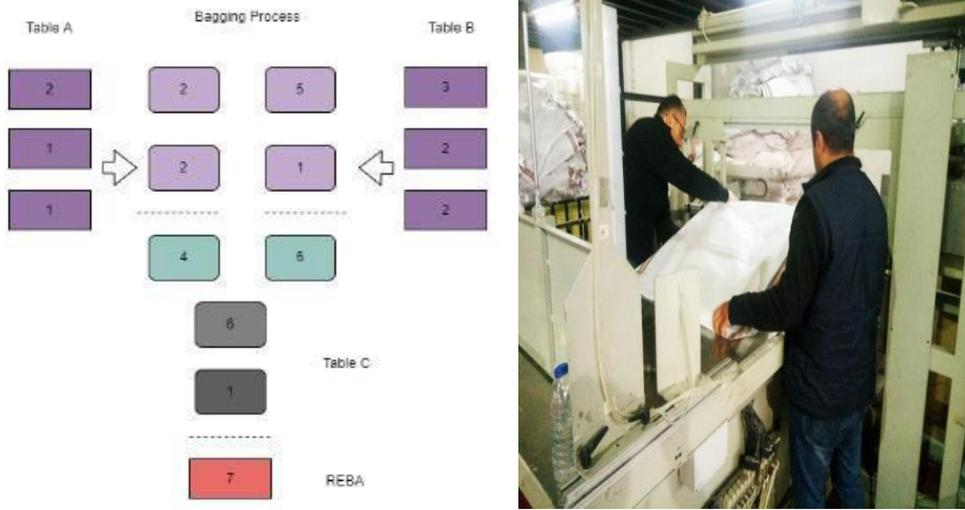 Bagging Process
Table A
Table B
2 2 5 3
1 2 1 2
1 2
4 6
6
Table C
1
7 REBA